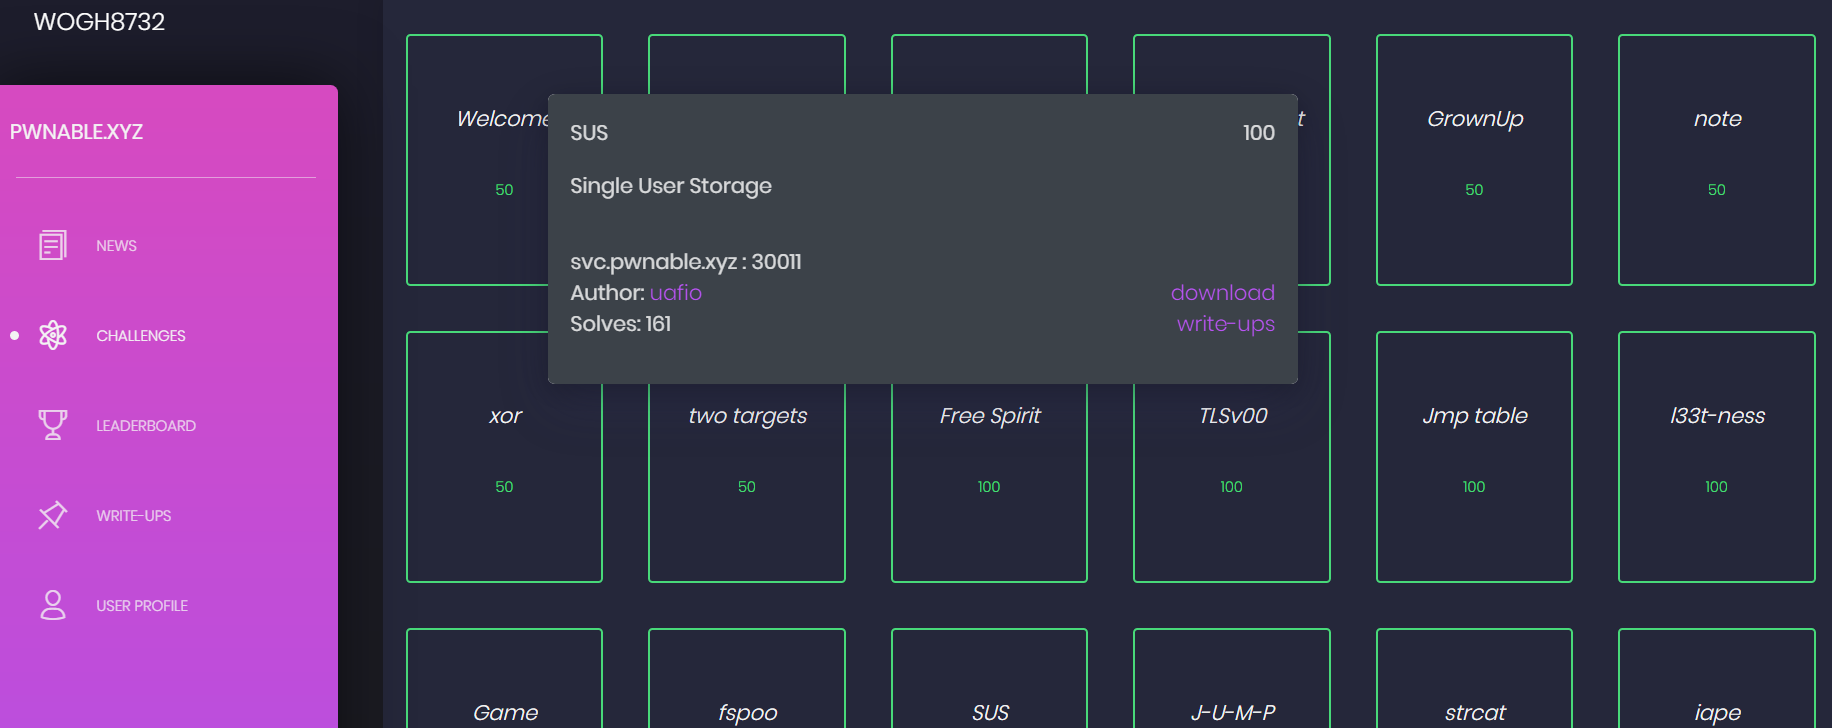 WOGH8732
PWNABLE.XYZ
NEWS
CHALLENGES
LEADERBOARD
WRITE-UPS
USER PROFILE
Welcome
GrownUp
note
50
50
50
SUS
100
Single User Storage
svc.pwnable.xyz : 30011
Author: uafio
download
Solves: 161
write-ups
xor
two targets
Free Spirit
TLSv00
Jmp table
l33t-ness
50
50
100
100
100
100
Game
fspoo
SUS
J-U-M-P
strcat
iape